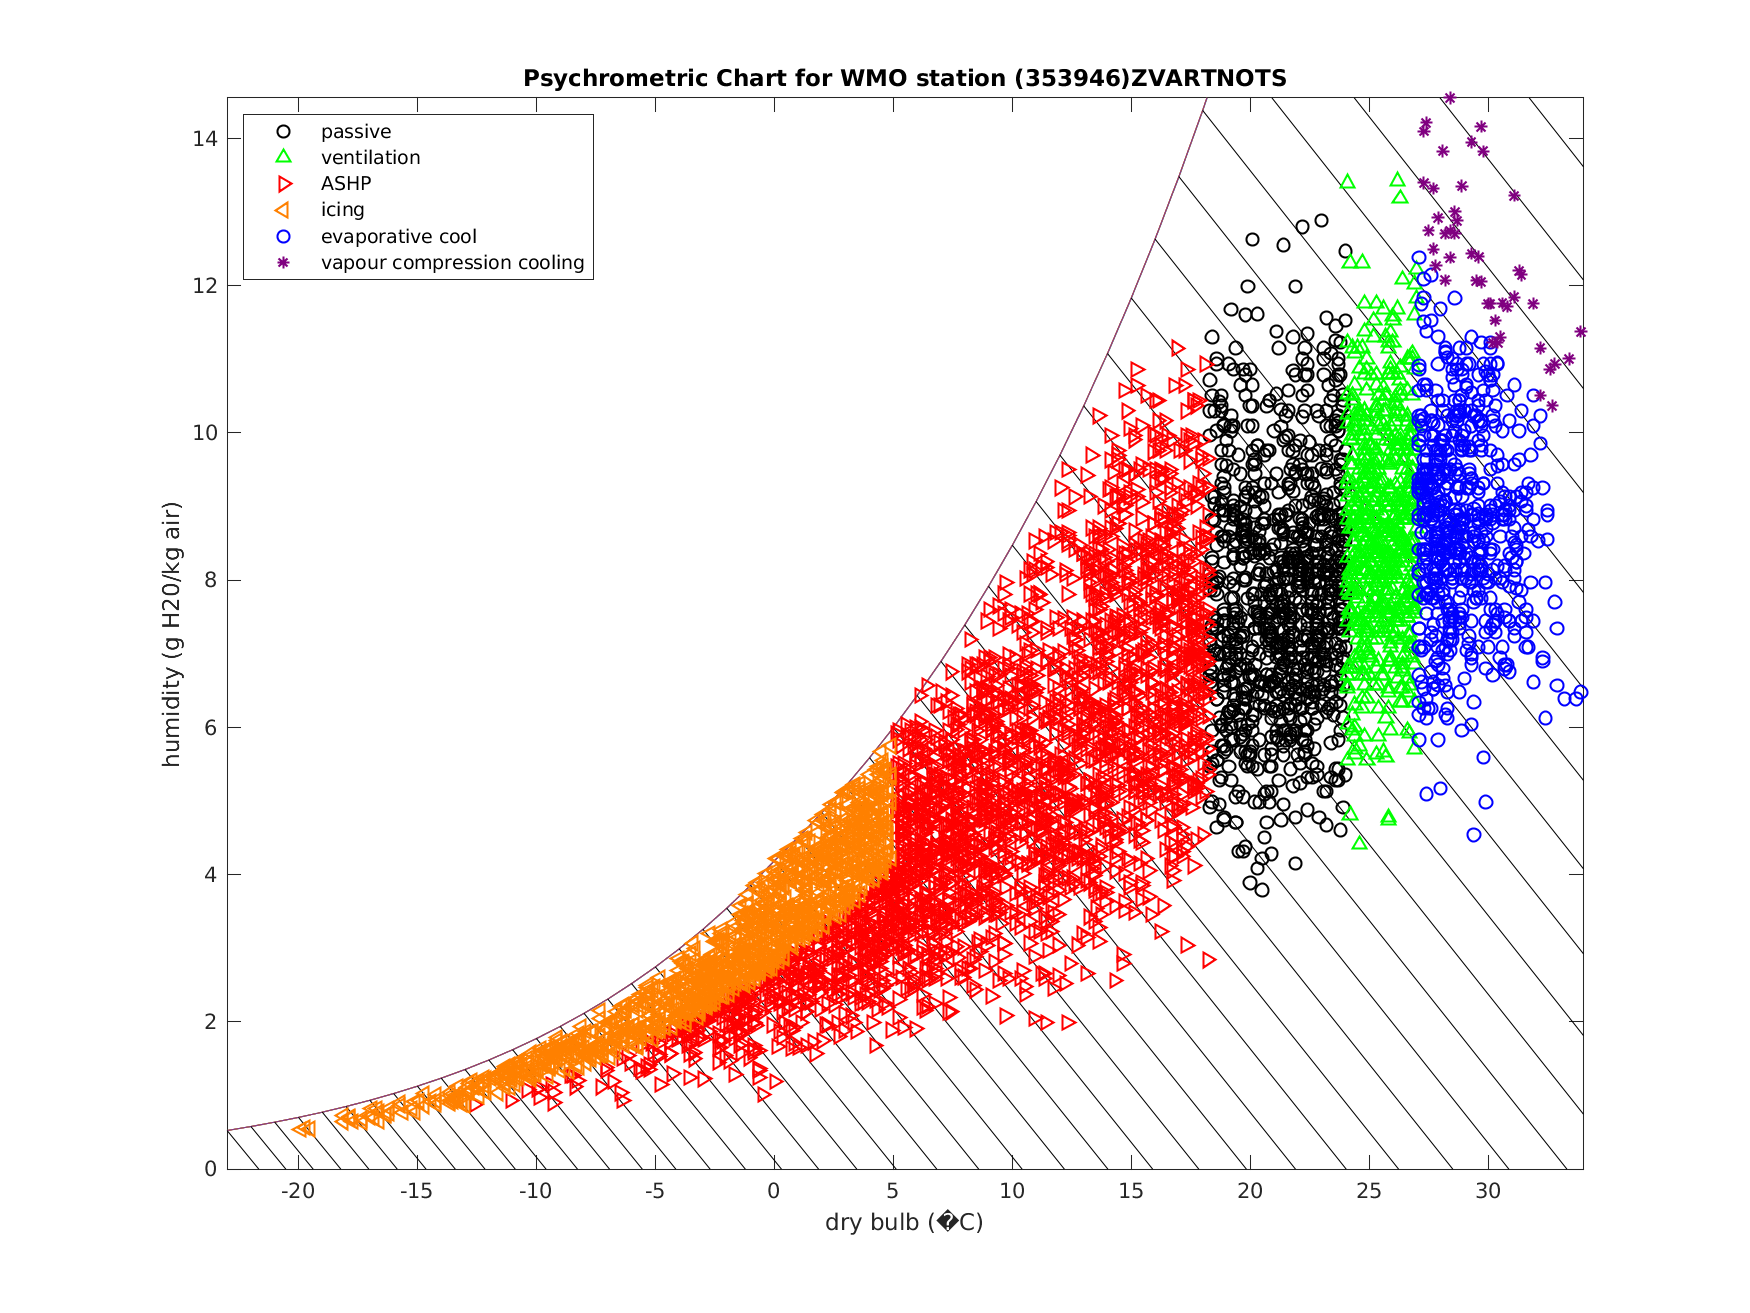 Psychrometric Chart for WMO station (353946)ZVARTNOTS
passive
ventilation
ASHP
icing
evaporative cool
vapour compression cooling
14
12
10
8
6
4
2
0
humidity (g H20/kg air)
-20 -15 -10 -5 0 5 10 15 20 25 30
dry bulb (�C)